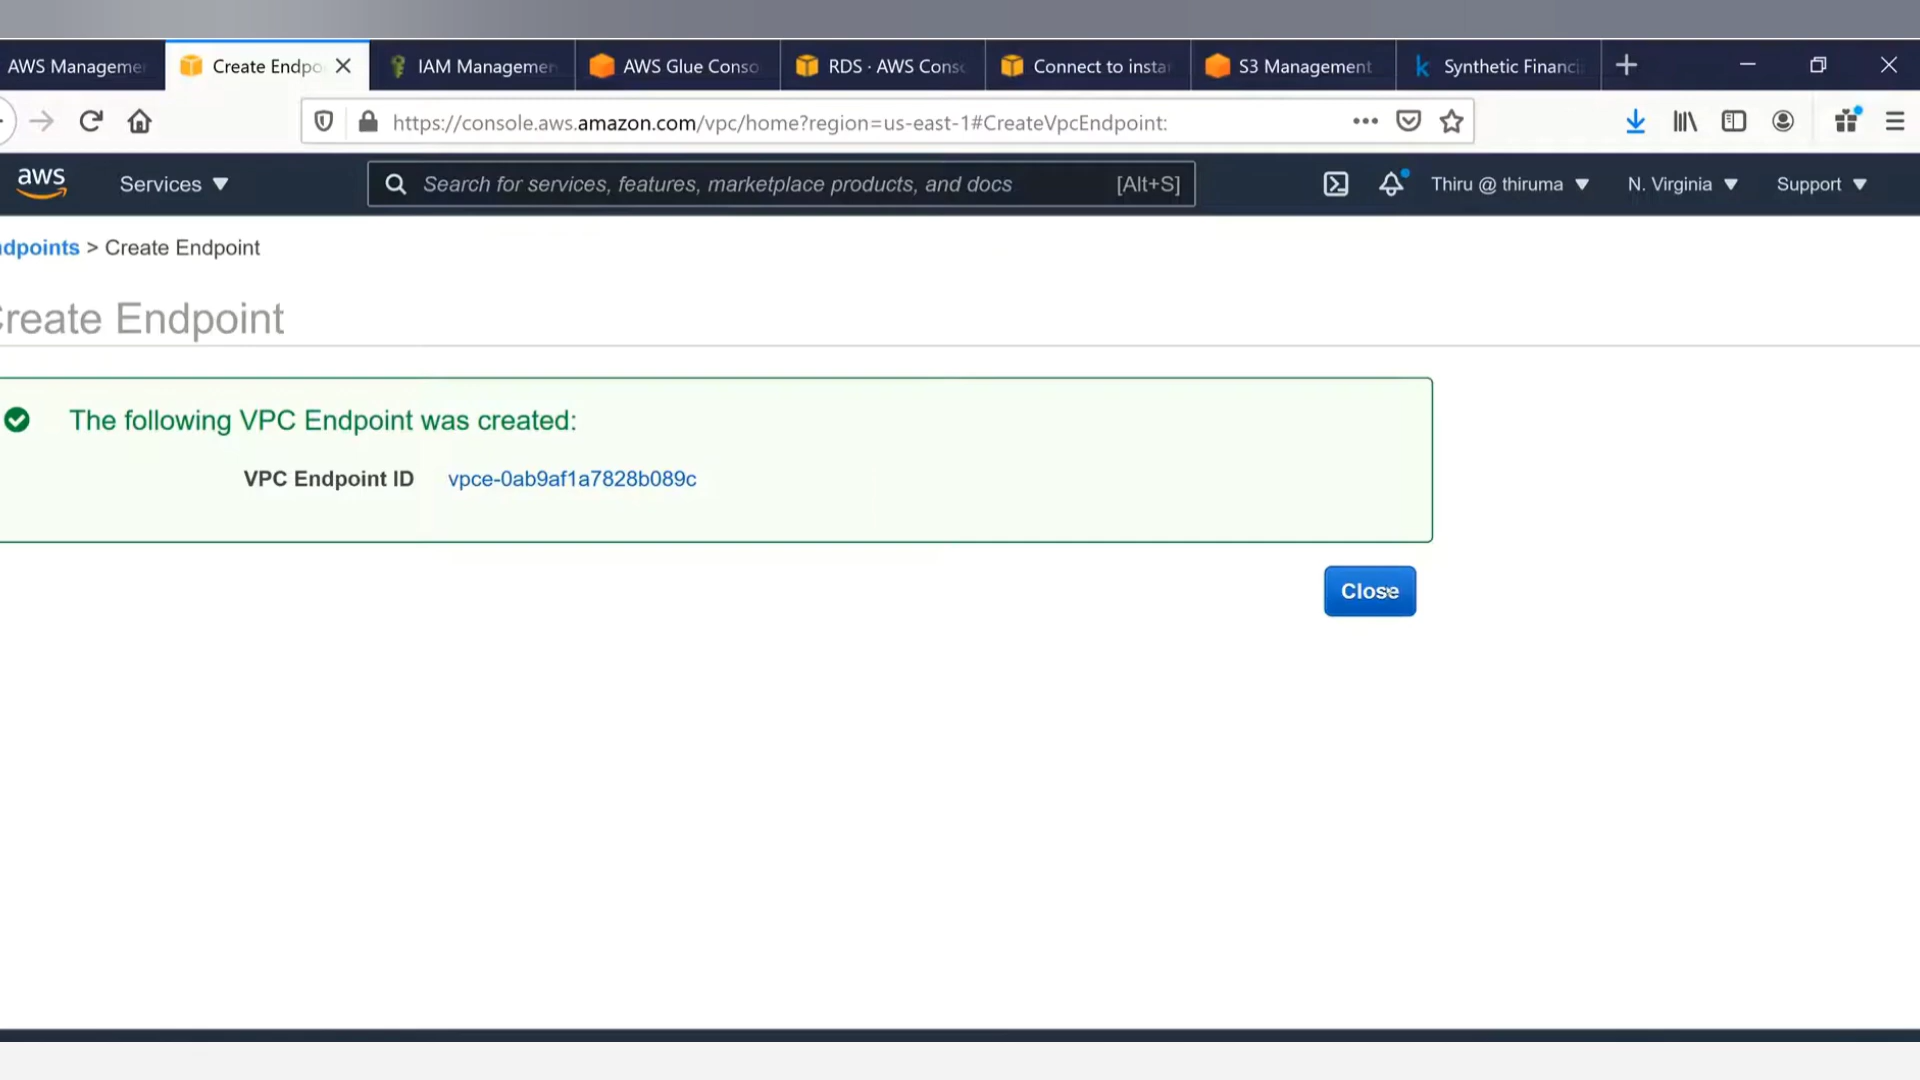 AWS Manageme
Create Endpo
IAM Managemen
AWS Glue Conso
RDS · AWS Conso
Connect to insta
S3 Management
Synthetic Financi
https://console.aws.amazon.com/vpc/home?region=us-east-1#CreateVpcEndpoint:
aws
Services
Search for services, features, marketplace products, and docs
[Alt+S]
Thiru @ thiruma
N. Virginia
Support
dpoints > Create Endpoint
Create Endpoint
The following VPC Endpoint was created:
VPC Endpoint ID vpce-0ab9af1a7828b089c
Close